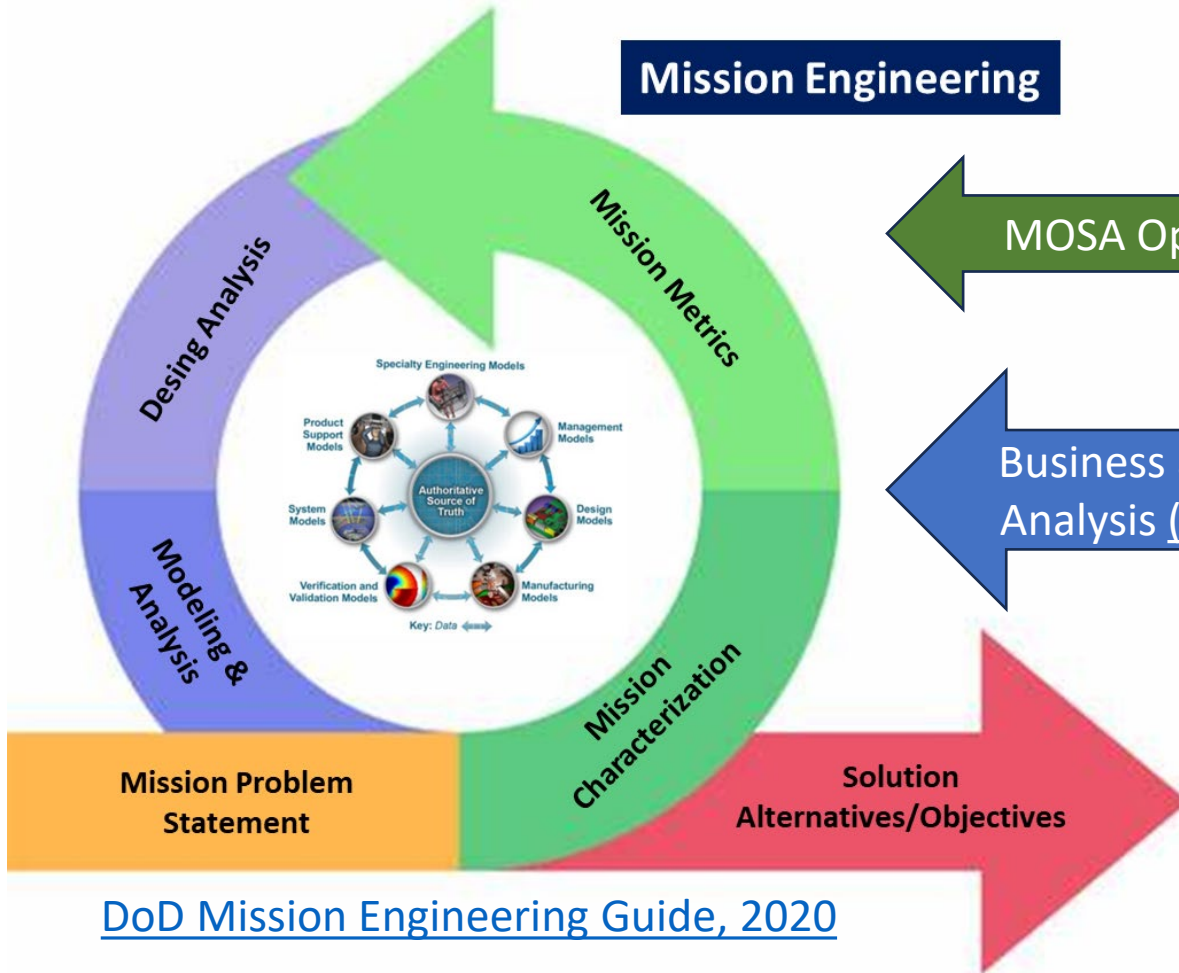 Mission Engineering
MOSA Op
Mission Metrics
Desing Analysis
Specialty Engineering Models
Product
Support
Models
Management
Models
Authoritative
Source of
Truth
System
Models
Design
Models
Business
Analysis (
Verification and
Validation Models
Manufacturing
Models
Key: Data
Modeling &
Analysis
Mission
Characterization
Mission Problem
Statement
Solution
Alternatives/Objectives
DoD Mission Engineering Guide, 2020